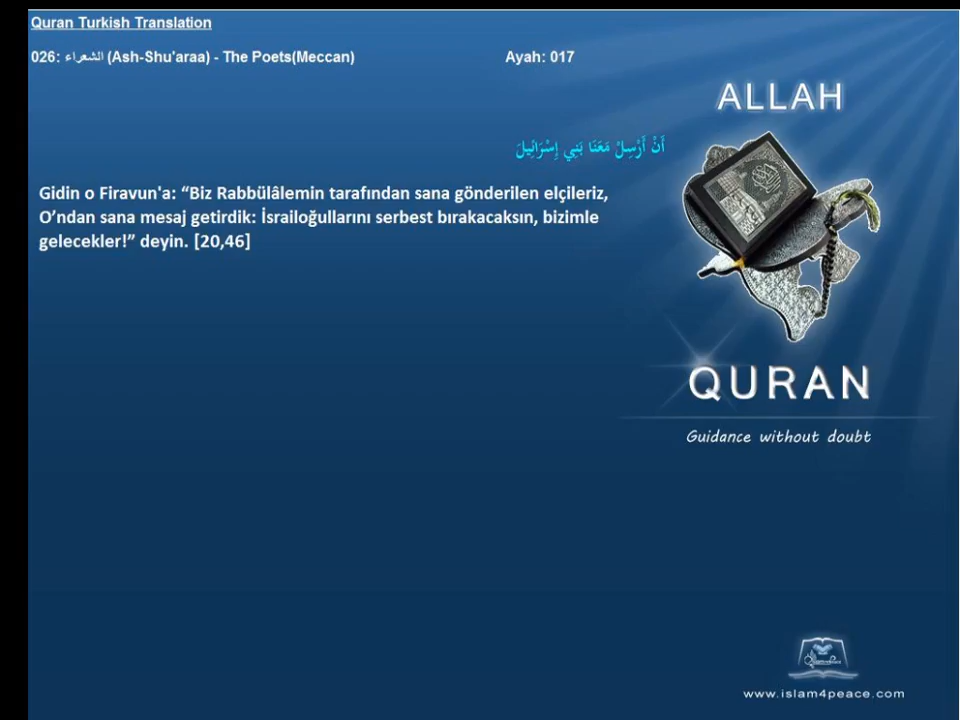 Quran Turkish Translation
026: الشعراء (Ash-Shu'araa) - The Poets(Meccan) Ayah: 017
ALLAH
أَنْ أَرْسِلْ مَعَنَا بَنِي إِسْرَائِيلَ
Gidin o Firavun'a: “Biz Rabbülâlemin tarafından sana gönderilen elçileriz,
O’ndan sana mesaj getirdik: İsrailoğullarını serbest bırakacaksın, bizimle
gelecekler!” deyin. [20,46]
QURAN
Guidance without doubt
www.islam4peace.com